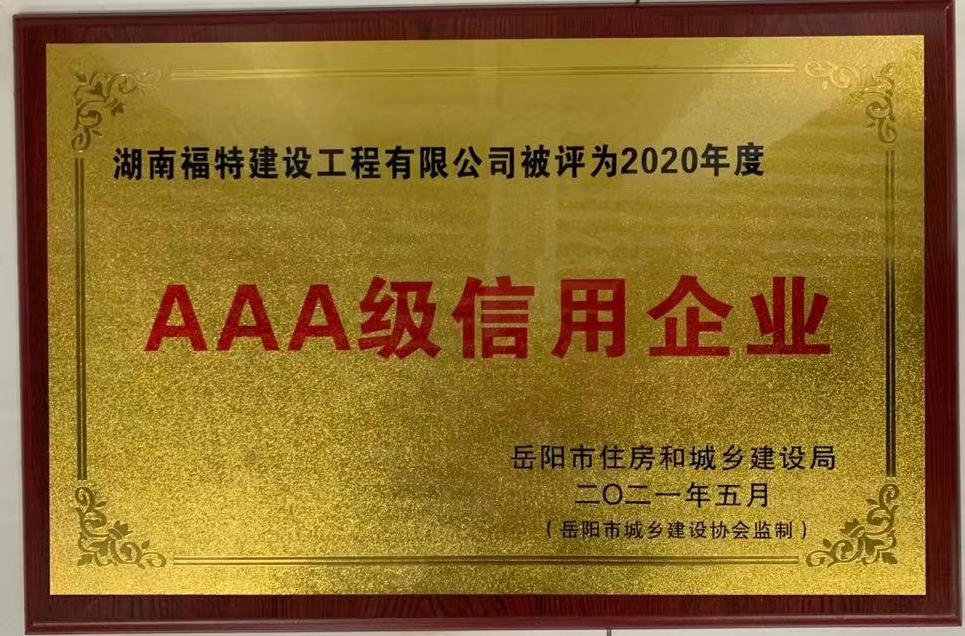 湖南福特建设工程有限公司被评为2020年度
AAA级信用企业
岳阳市住房和城乡建设局
二〇二一年五月
（岳阳市城乡建设协会监制）